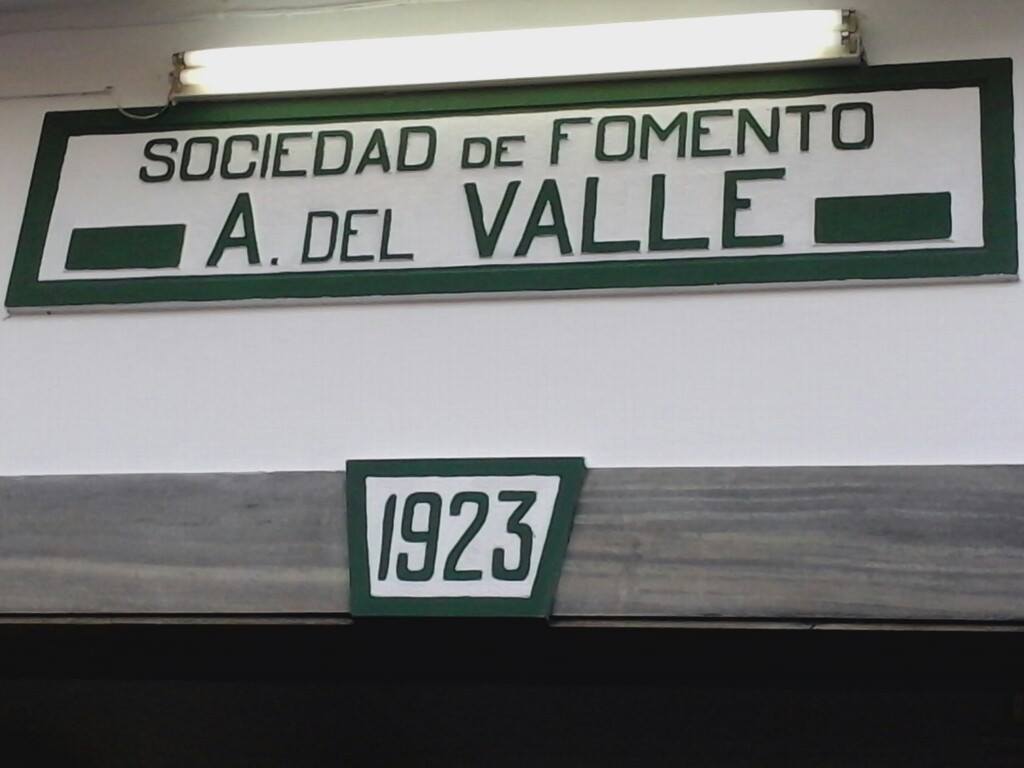 SOCIEDAD DE FOMENTO
A. DEL VALLE
1923